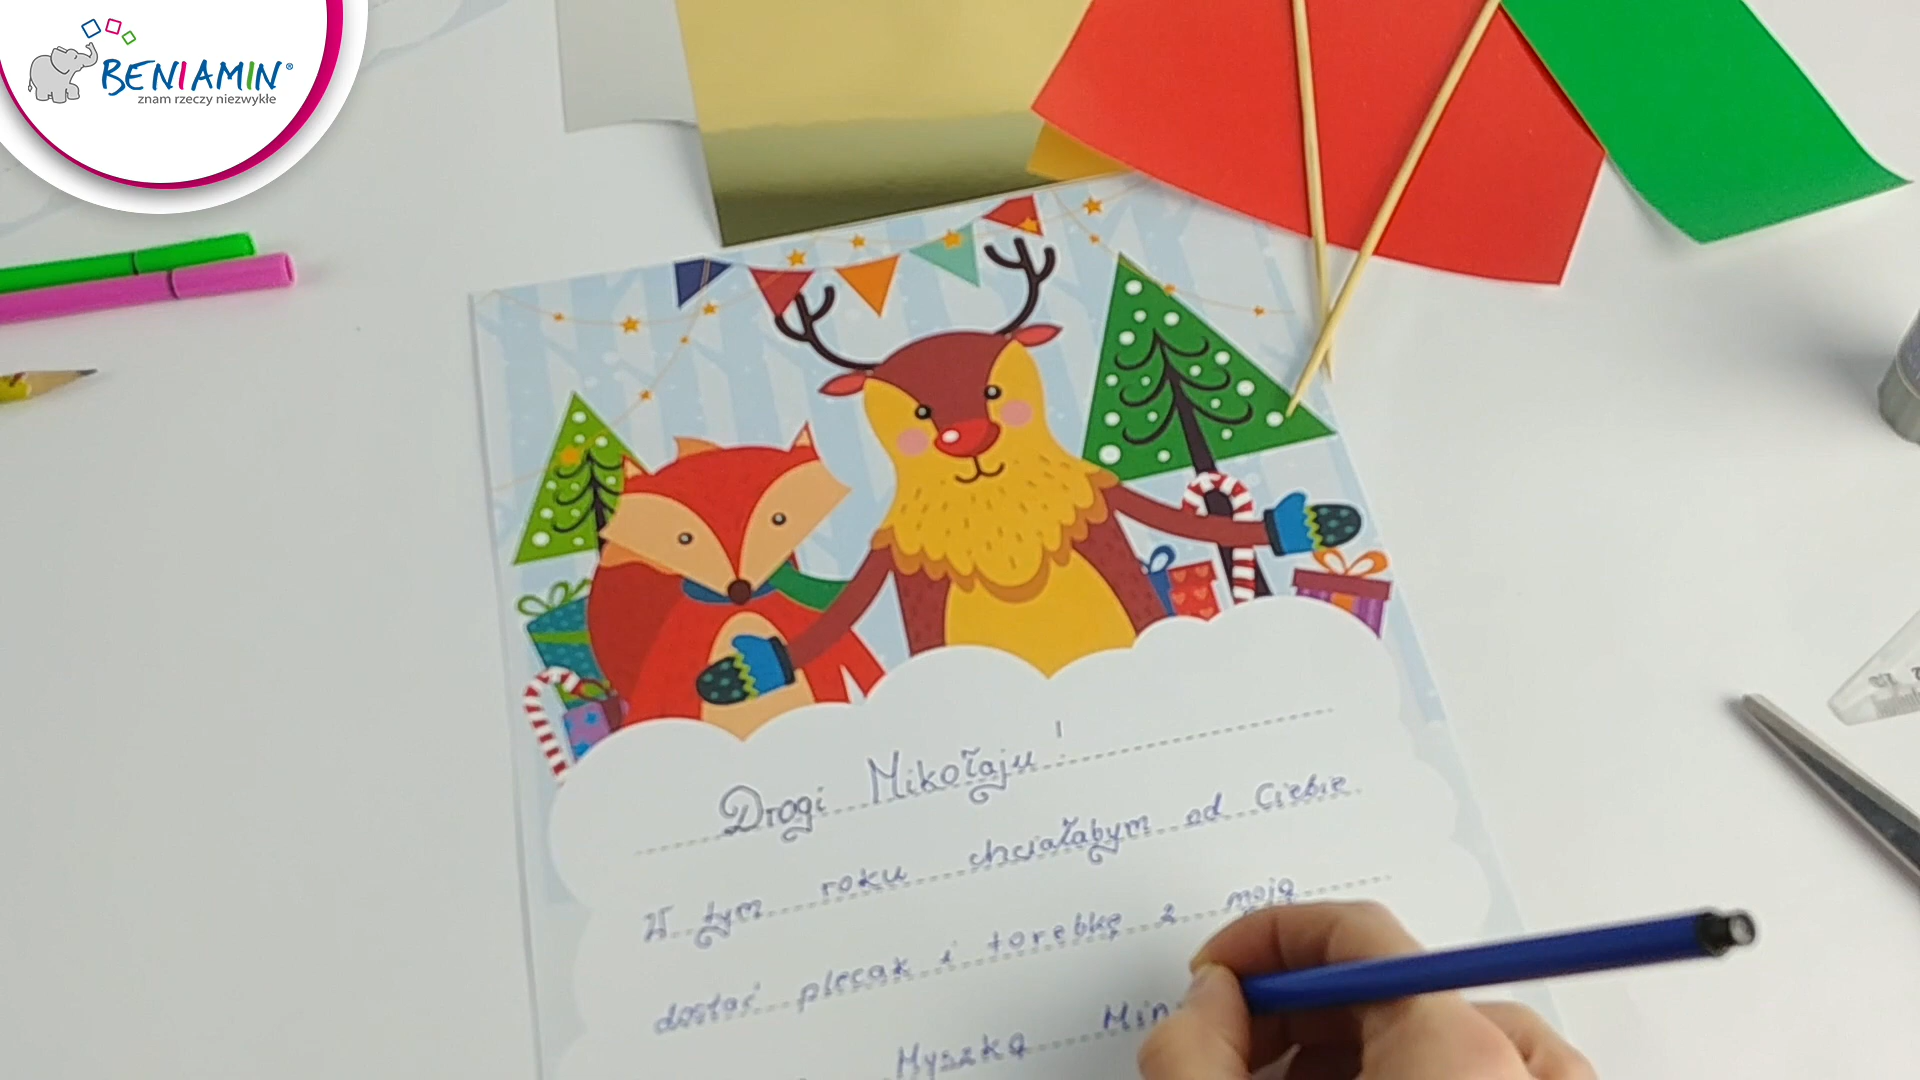 BENIAMIN®
znam rzeczy niezwykłe
Drogi Mikołaju!
W tym roku chciałabym od Ciebie
dostać plecak i torebkę z moją
Myszką Min